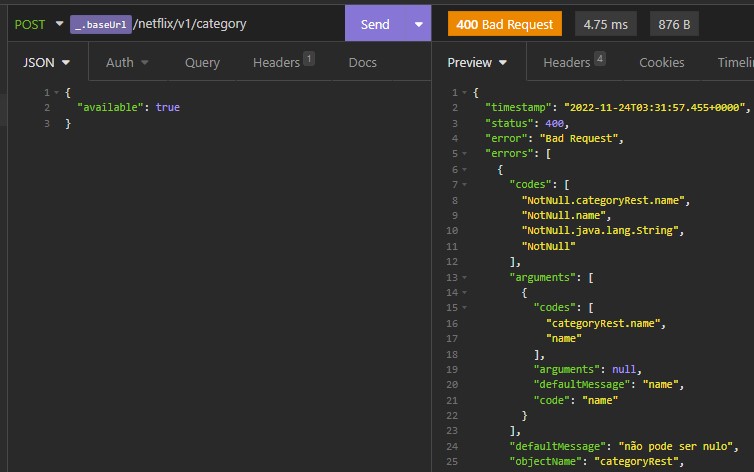 POST _.baseUrl /netflix/v1/category Send
400 Bad Request 4.75 ms 876 B
JSON Auth Query Headers 1 Docs
Preview Headers 4 Cookies Timelin
1 {
2 "available": true
3 }
1 {
2 "timestamp": "2022-11-24T03:31:57.455+0000",
3 "status": 400,
4 "error": "Bad Request",
5 "errors": [
6 {
7 "codes": [
8 "NotNull.categoryRest.name",
9 "NotNull.name",
10 "NotNull.java.lang.String",
11 "NotNull"
12 ],
13 "arguments": [
14 {
15 "codes": [
16 "categoryRest.name",
17 "name"
18 ],
19 "arguments": null,
20 "defaultMessage": "name",
21 "code": "name"
22 }
23 ],
24 "defaultMessage": "não pode ser nulo",
25 "objectName": "categoryRest",